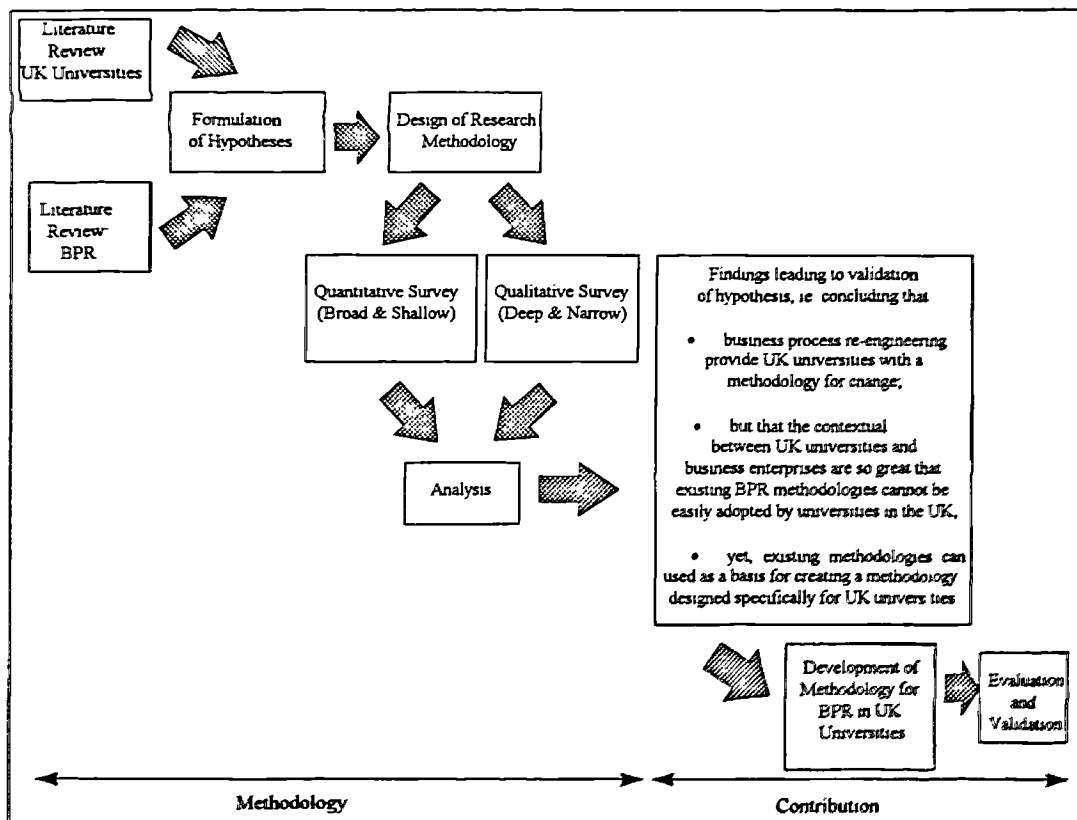 Literature
Review
UK Universities
Formulation
of Hypotheses
Design of Research
Methodology
Literature
Review
BPR
Quantitative Survey
(Broad & Shallow)
Qualitative Survey
(Deep & Narrow)
Findings leading to validation
of hypothesis, ie concluding that
• business process re-engineering
provide UK universities with a
methodology for change;
• but that the contextual
between UK universities and
business enterprises are so great that
existing BPR methodologies cannot be
easily adopted by universities in the UK,
• yet, existing methodologies can
used as a basis for creating a methodology
designed specifically for UK universities
Analysis
Development of
Methodology for
BPR in UK
Universities
Evaluation
and
Validation
Methodology
Contribution